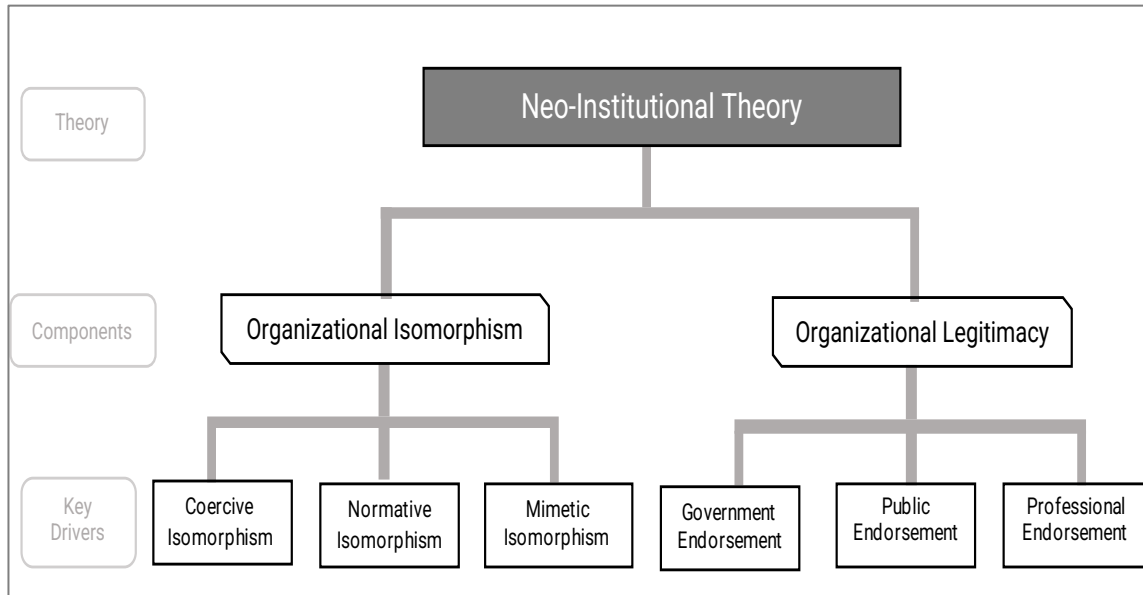 Theory
Neo-Institutional Theory
Components
Organizational Isomorphism
Organizational Legitimacy
Key
Drivers
Coercive
Isomorphism
Normative
Isomorphism
Mimetic
Isomorphism
Government
Endorsement
Public
Endorsement
Professional
Endorsement